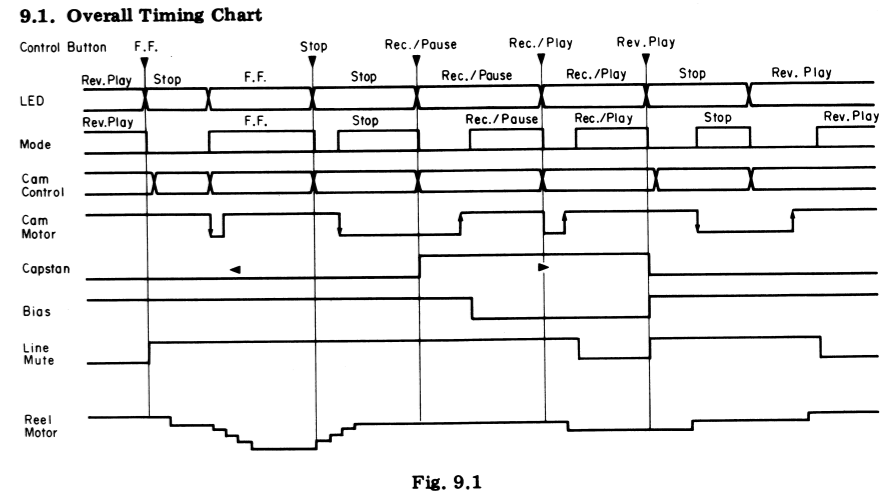 9.1. Overall Timing Chart
Control Button F.F. Stop Rec./Pause Rec./Play Rev.Play
LED Rev.Play Stop F.F. Stop Rec./Pause Rec./Play Stop Rev. Play
Mode Rev.Play F.F. Stop Rec./Pause Rec./Play Stop Rev.Play
Cam
Control
Cam
Motor
Capstan
Bias
Line
Mute
Reel
Motor
Fig. 9.1